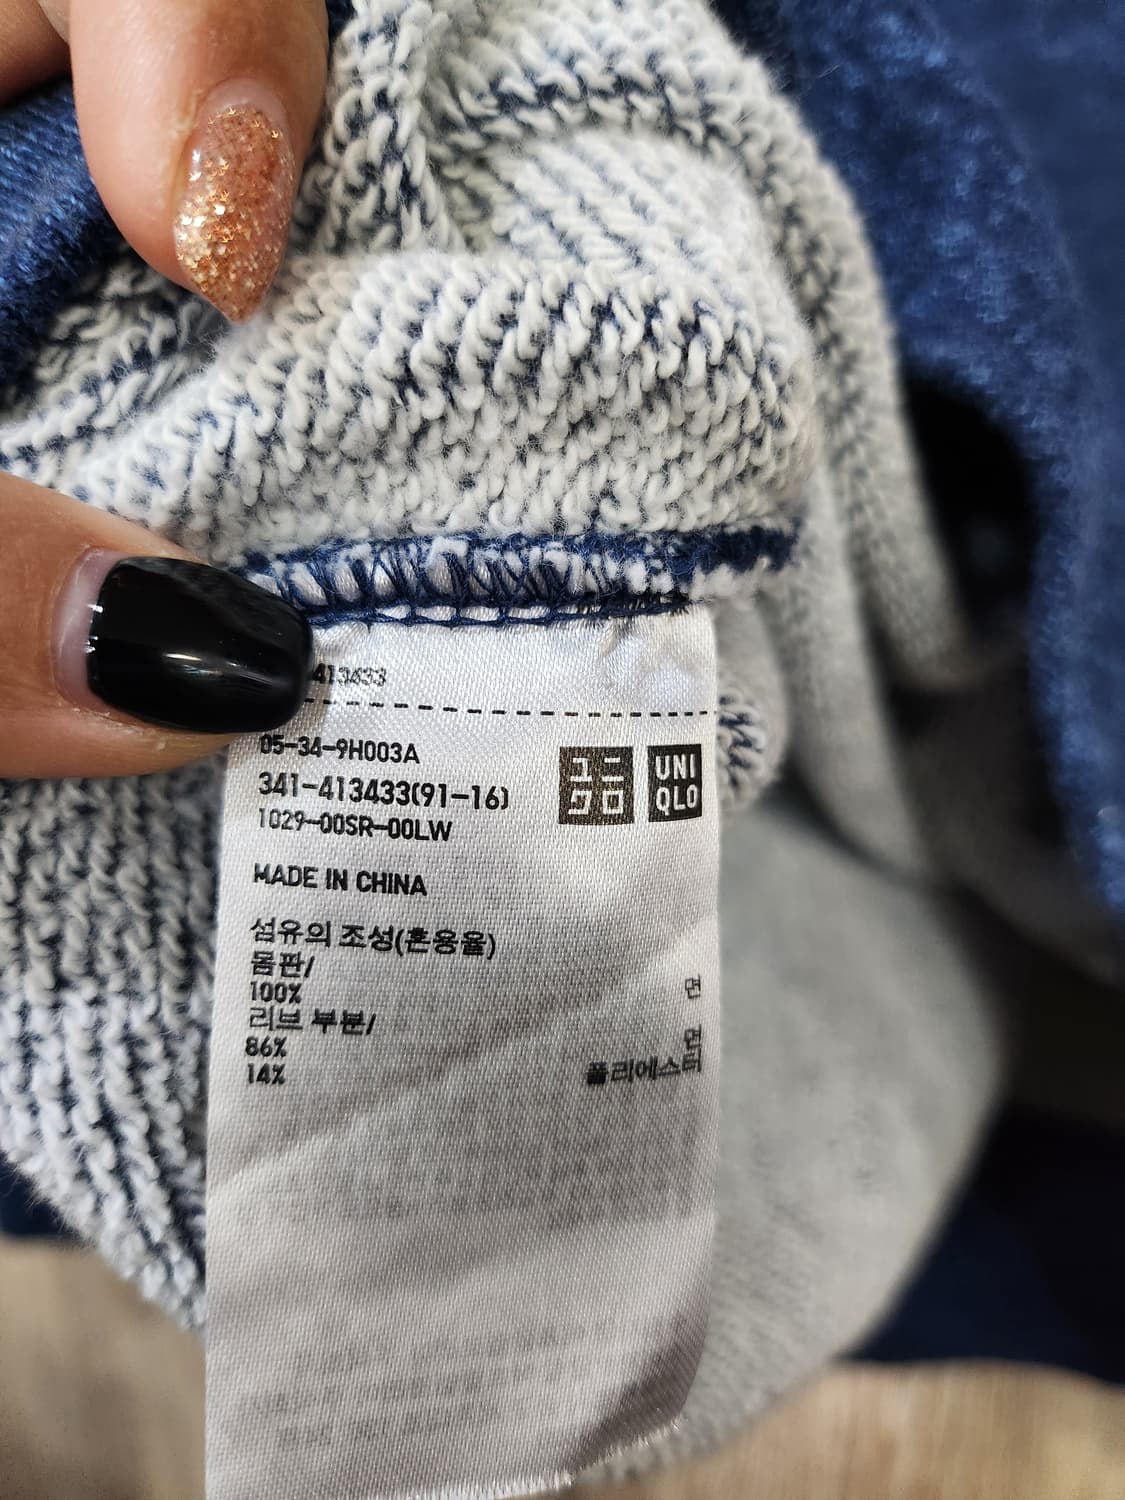 413433
05-34-9H003A
341-413433(91-16)
1029-00SR-00LW
ユニ
クロ
UNI
QLO
MADE IN CHINA
섬유의 조성(혼용율)
몸판/
100% 면
리브 부분/
86% 면
14% 폴리에스터